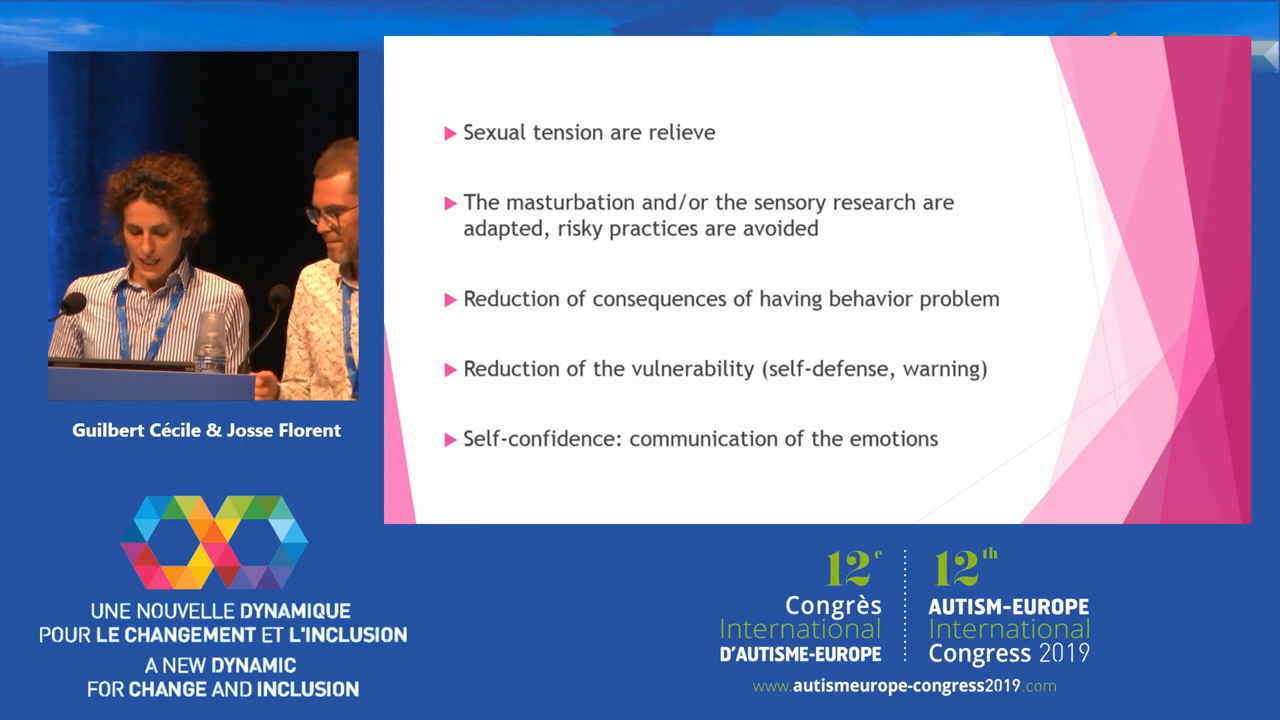 Sexual tension are relieve
The masturbation and/or the sensory research are
adapted, risky practices are avoided
Reduction of consequences of having behavior problem
Reduction of the vulnerability (self-defense, warning)
Self-confidence: communication of the emotions
Guilbert Cécile & Josse Florent
UNE NOUVELLE DYNAMIQUE
POUR LE CHANGEMENT ET L'INCLUSION
A NEW DYNAMIC
FOR CHANGE AND INCLUSION
12e
Congrès
International
D'AUTISME-EUROPE
12th
AUTISM-EUROPE
International
Congress 2019
www.autismeurope-congress2019.com